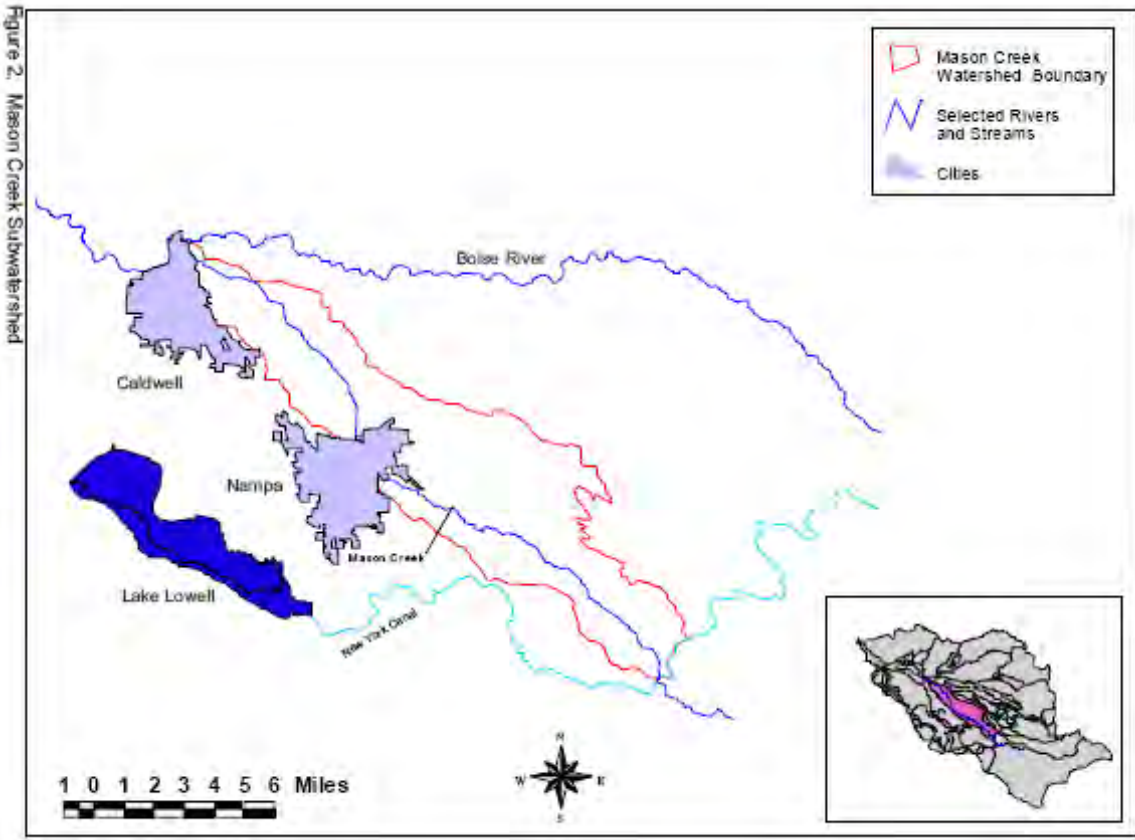 Figure 2. Mason Creek Subwatershed
Mason Creek
Watershed Boundary
Selected Rivers
and Streams
Cities
Boise River
Caldwell
Nampa
Mason Creek
Lake Lowell
New York Canal
N
W E
S
1 0 1 2 3 4 5 6 Miles